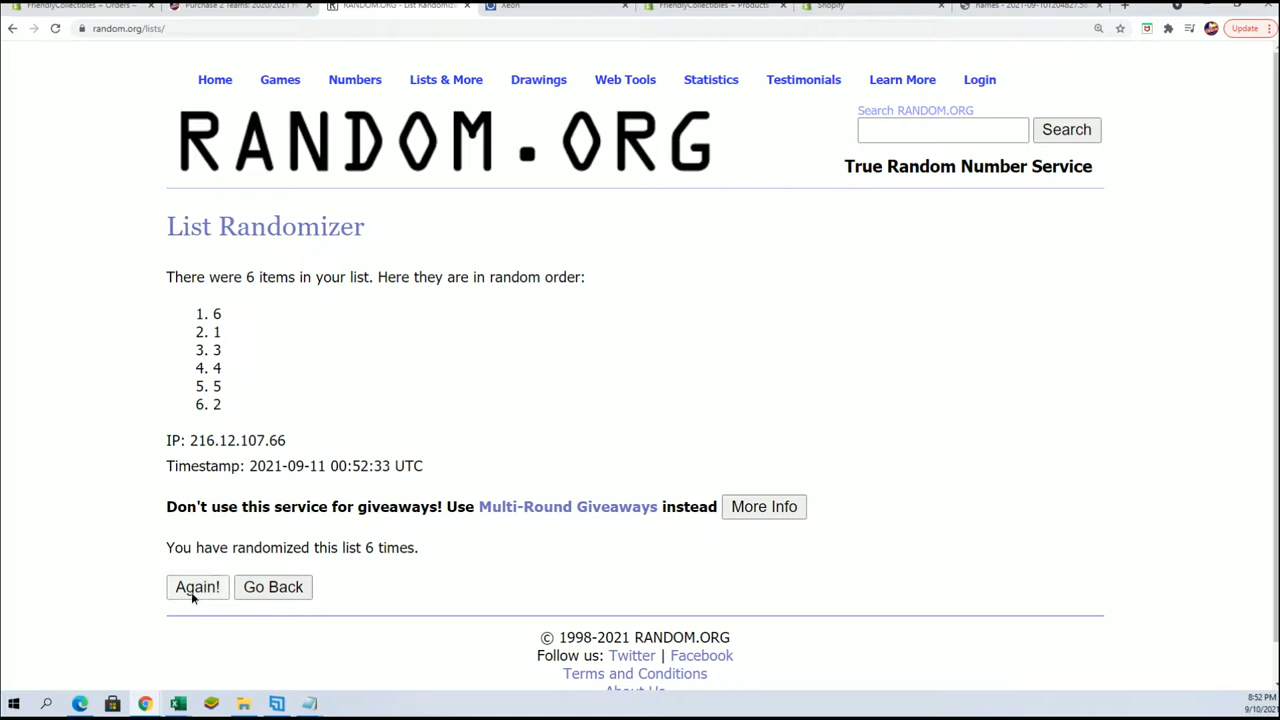 FriendlyCollectibles ~ Orders ~
Purchase 2 Teams: 2020/2021
RANDOM.ORG - List Randomizer
Xeon
FriendlyCollectibles ~ Products
Shopify
names - 2021-09-10T204827.
random.org/lists/
Update
Home Games Numbers Lists & More Drawings Web Tools Statistics Testimonials Learn More Login
RANDOM.ORG
Search RANDOM.ORG
Search
True Random Number Service
List Randomizer
There were 6 items in your list. Here they are in random order:
1. 6
2. 1
3. 3
4. 4
5. 5
6. 2
IP: 216.12.107.66
Timestamp: 2021-09-11 00:52:33 UTC
Don't use this service for giveaways! Use Multi-Round Giveaways instead More Info
You have randomized this list 6 times.
Again! Go Back
© 1998-2021 RANDOM.ORG
Follow us: Twitter | Facebook
Terms and Conditions
About Us
8:52 PM
9/10/2021